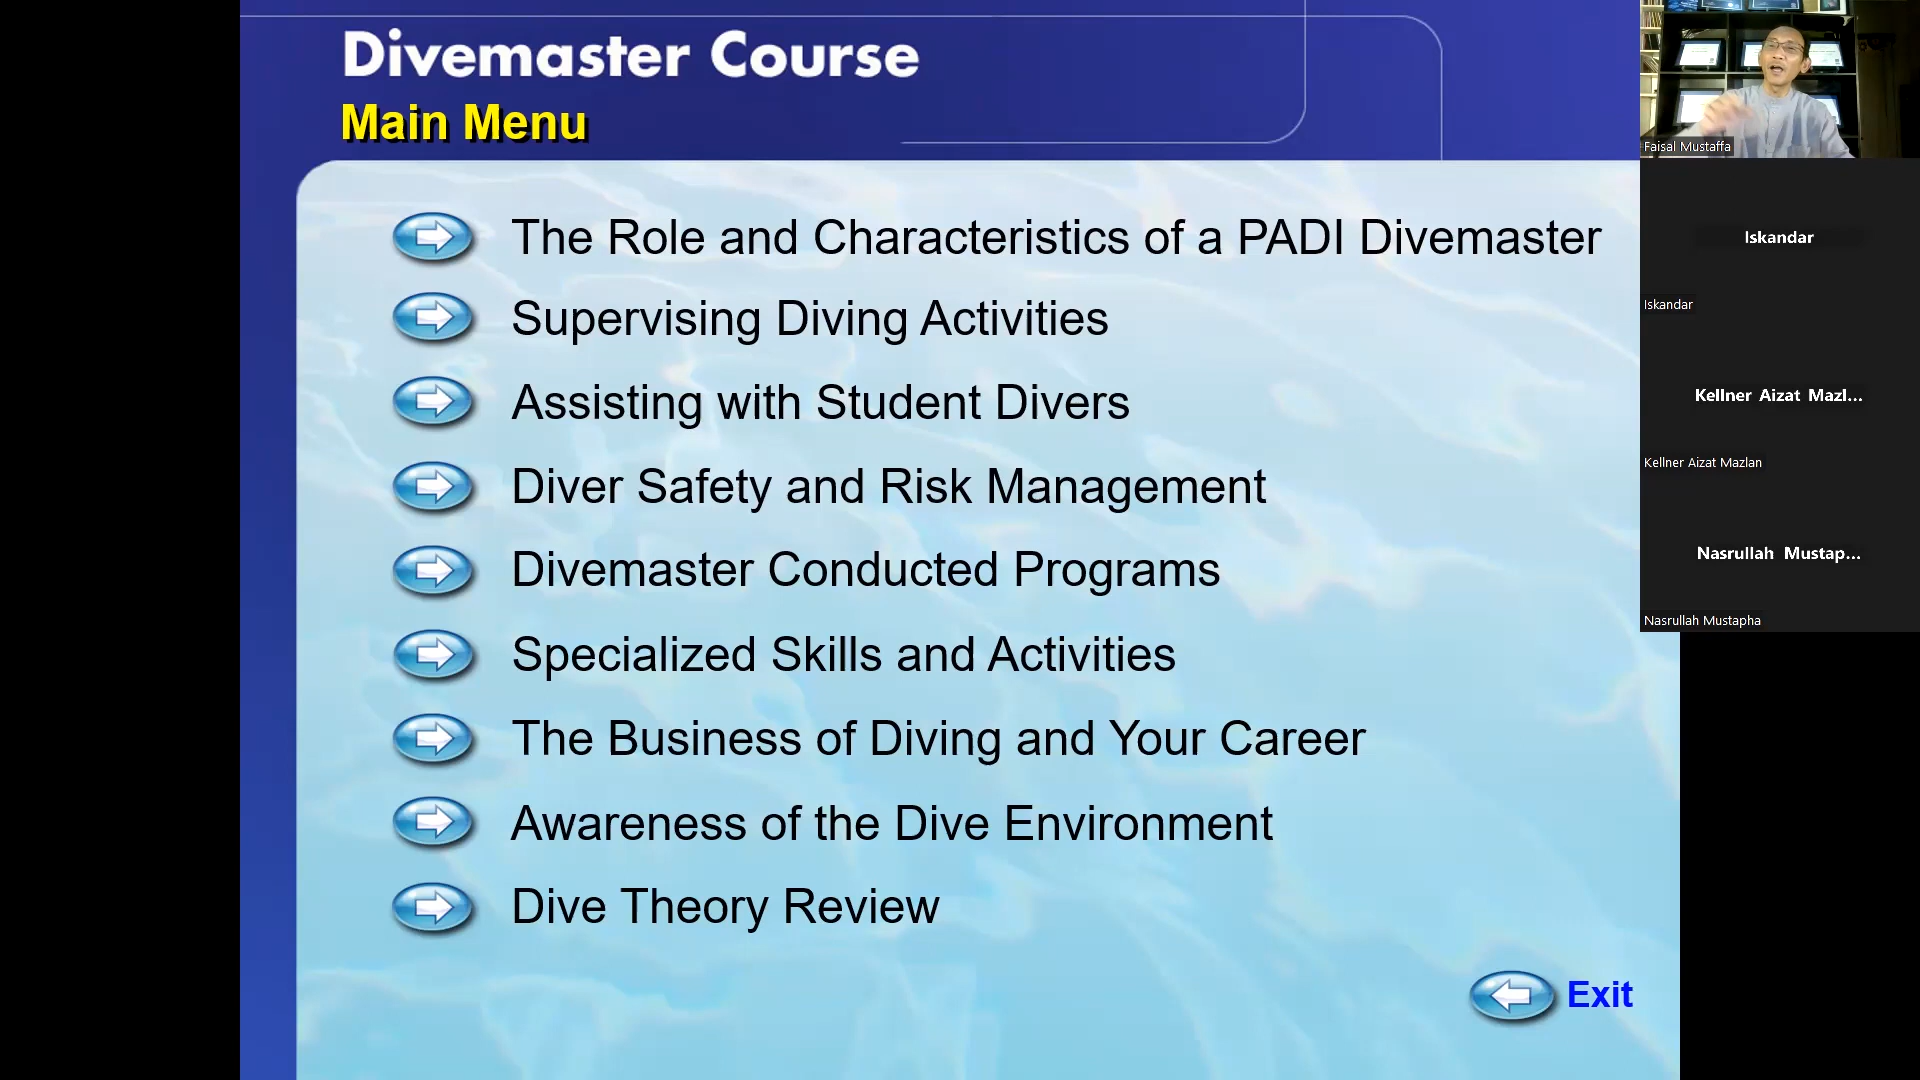 Divemaster Course
Main Menu
The Role and Characteristics of a PADI Divemaster
Supervising Diving Activities
Assisting with Student Divers
Diver Safety and Risk Management
Divemaster Conducted Programs
Specialized Skills and Activities
The Business of Diving and Your Career
Awareness of the Dive Environment
Dive Theory Review
Exit
Faisal Mustaffa
Iskandar
Iskandar
Kellner Aizat Mazl...
Kellner Aizat Mazlan
Nasrullah Mustap...
Nasrullah Mustapha